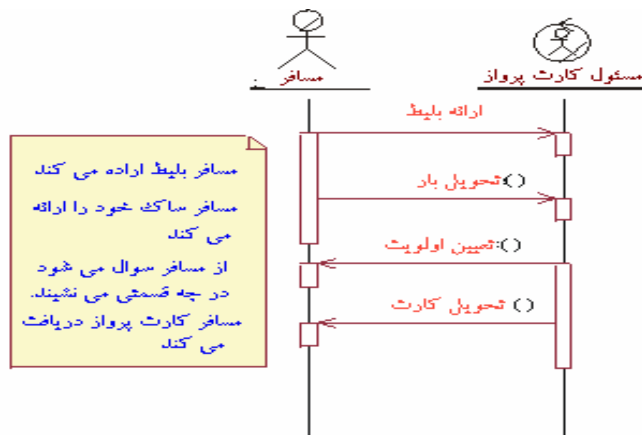 مسافر
مسئول کارت پرواز
ارائه بلیط
تحویل بار:()
تعیین اولویت:()
تحویل کارت ()
مسافر بلیط اراده می کند
مسافر ساک خود را ارائه
می کند
از مسافر سوال می شود
در چه قسمتی می نشیند.
مسافر کارت پرواز دریافت
می کند